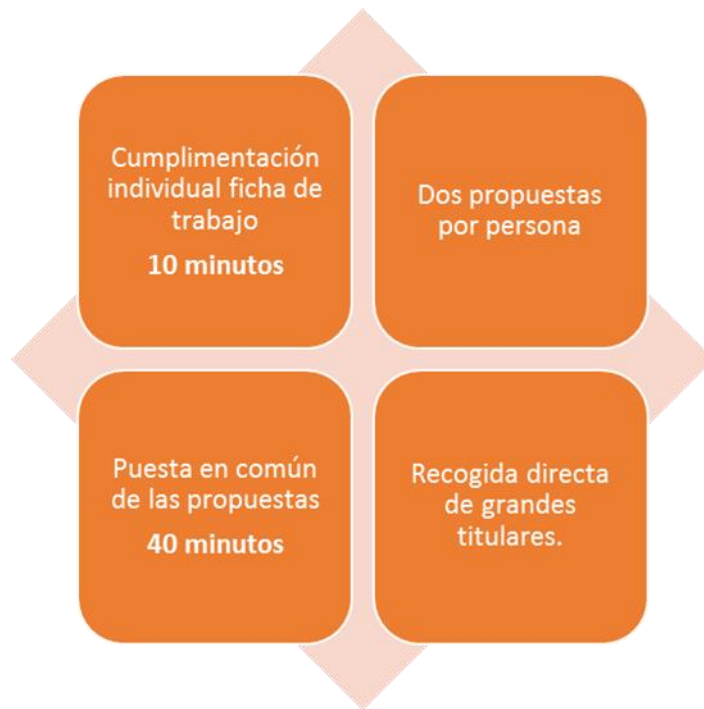 Cumplimentación
individual ficha de
trabajo
10 minutos
Dos propuestas
por persona
Puesta en común
de las propuestas
40 minutos
Recogida directa
de grandes
titulares.